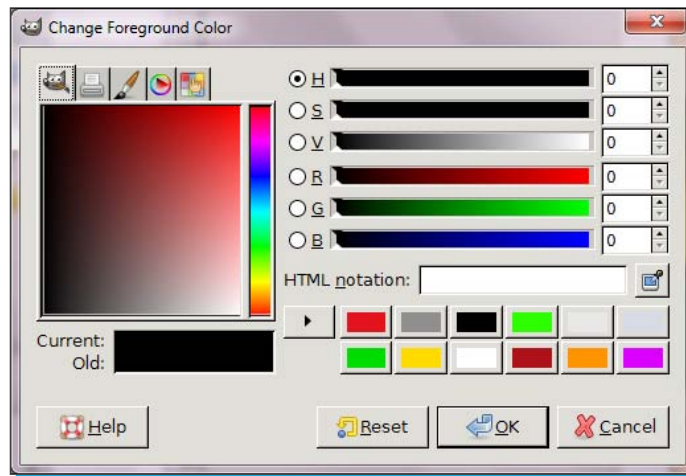 Change Foreground Color
H 0
S 0
V 0
R 0
G 0
B 0
HTML notation:
Current:
Old:
Help
Reset
OK
Cancel